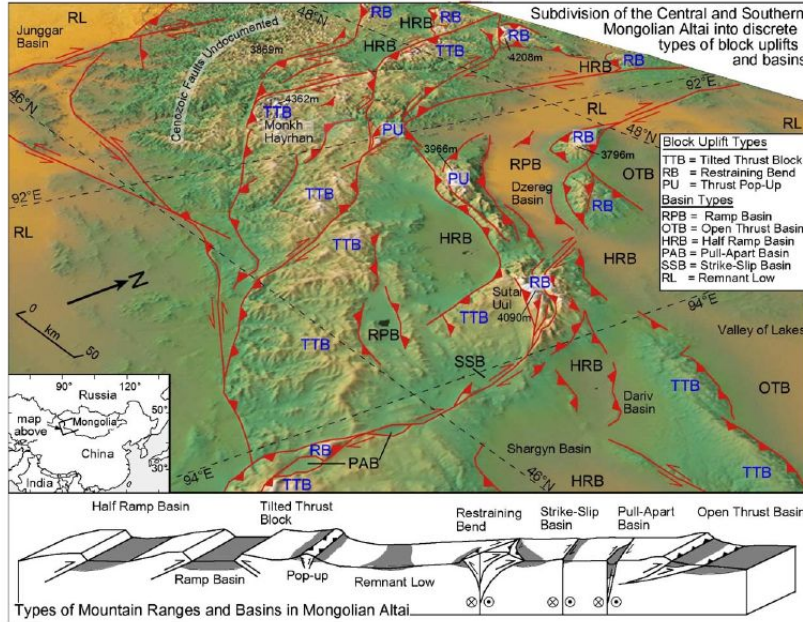 Subdivision of the Central and Southern
Mongolian Altai into discrete
types of block uplifts
and basins
Junggar
Basin
RL
48°N
RB
RB
RB
HRB
TTB
3869m
4208m
HRB
RB
92°E
Cenozoic Faults Undocumented
46°N
4362m
TTB
Monkh
Hayrhan
PU
RL
48°N
RL
RB
3796m
3966m
PU
RPB
Dzereg
Basin
OTB
RB
92°E
RL
TTB
TTB
HRB
HRB
N
0
km
50
Sutai
Uul
4090m
RB
TTB
RPB
TTB
SSB
94°E
Valley of Lakes
HRB
TTB
OTB
Dariv
Basin
RB
PAB
Shargyn Basin
94°E
TTB
46°N
HRB
TTB
Block Uplift Types
TTB = Tilted Thrust Block
RB = Restraining Bend
PU = Thrust Pop-Up
Basin Types
RPB = Ramp Basin
OTB = Open Thrust Basin
HRB = Half Ramp Basin
PAB = Pull-Apart Basin
SSB = Strike-Slip Basin
RL = Remnant Low
60°
90°
120°
140°
Russia
map
above
Mongolia
50°
China
30°
India
Half Ramp Basin
Tilted Thrust
Block
Restraining
Bend
Strike-Slip
Basin
Pull-Apart
Basin
Open Thrust Basin
Ramp Basin
Pop-up
Remnant Low
Types of Mountain Ranges and Basins in Mongolian Altai